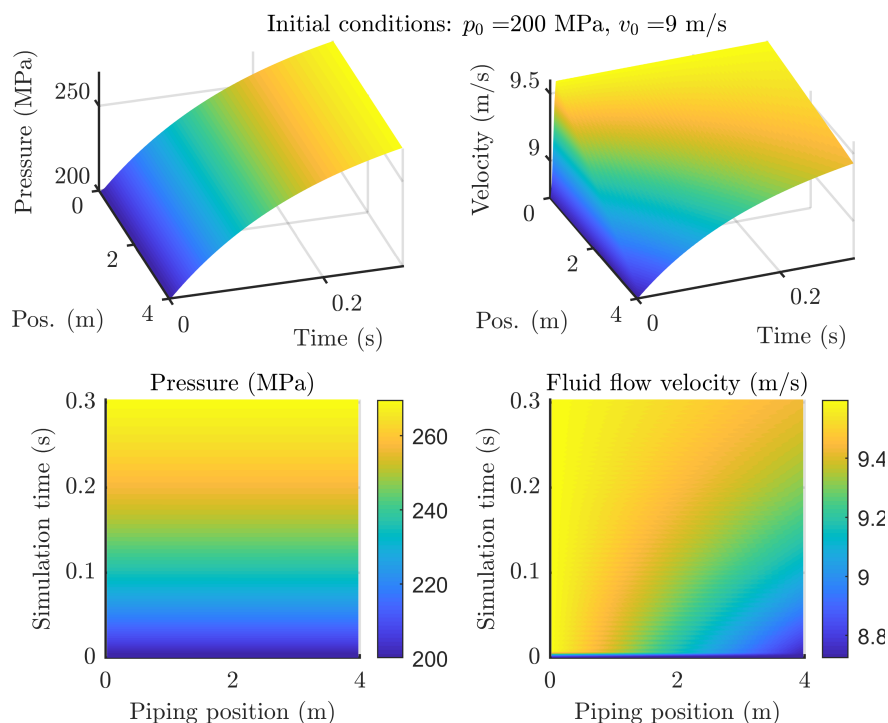 Initial conditions: p₀ =200 MPa, v₀ =9 m/s
Pressure (MPa)
250
200
0
2
4
Pos. (m)
0
0.2
Time (s)
Velocity (m/s)
9.5
9
0
2
4
Pos. (m)
0
0.2
Time (s)
Pressure (MPa)
Simulation time (s)
0.3
0.2
0.1
0
0
2
4
Piping position (m)
260
240
220
200
Fluid flow velocity (m/s)
Simulation time (s)
0.3
0.2
0.1
0
0
2
4
Piping position (m)
9.4
9.2
9
8.8